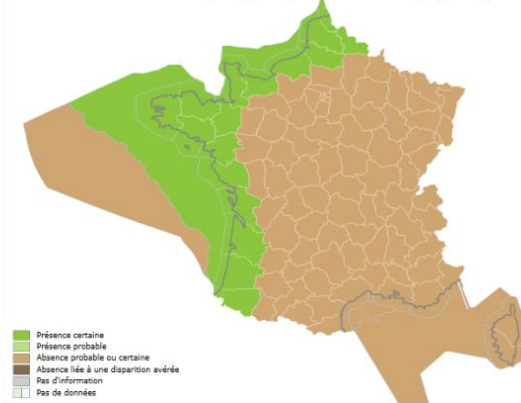 Présence certaine
Présence probable
Absence probable ou certaine
Absence liée à une disparition avérée
Pas d'information
Pas de données